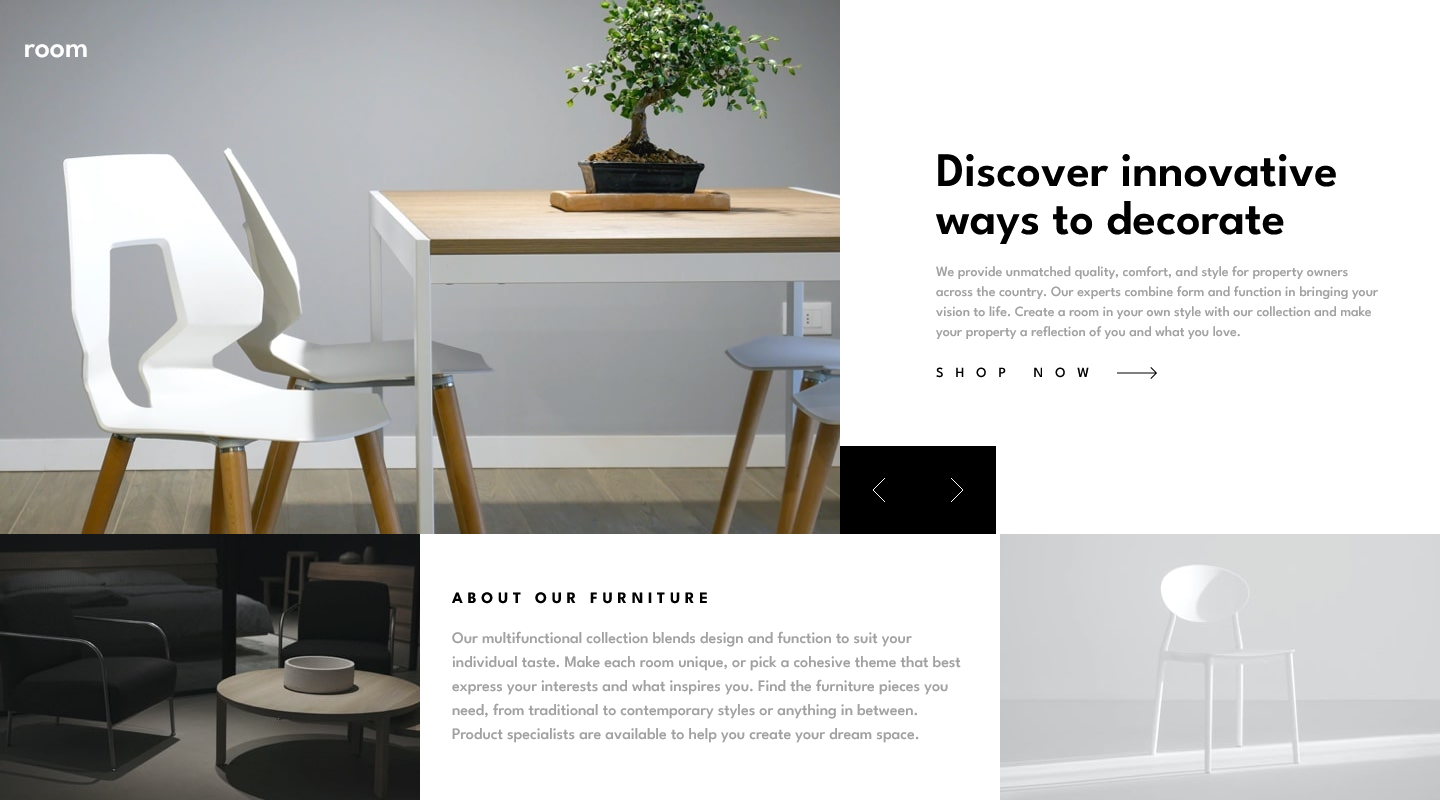 room
Discover innovative
ways to decorate
We provide unmatched quality, comfort, and style for property owners
across the country. Our experts combine form and function in bringing your
vision to life. Create a room in your own style with our collection and make
your property a reflection of you and what you love.
SHOP NOW
ABOUT OUR FURNITURE
Our multifunctional collection blends design and function to suit your
individual taste. Make each room unique, or pick a cohesive theme that best
express your interests and what inspires you. Find the furniture pieces you
need, from traditional to contemporary styles or anything in between.
Product specialists are available to help you create your dream space.